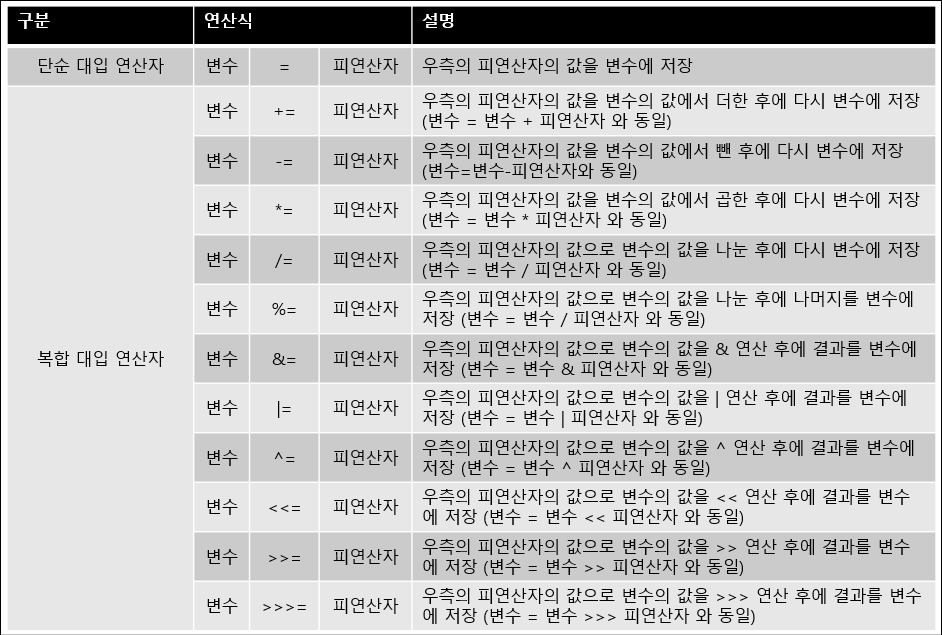 구분 연산식 설명
단순 대입 연산자 변수 = 피연산자 우측의 피연산자의 값을 변수에 저장
변수 += 피연산자 우측의 피연산자의 값을 변수의 값에서 더한 후에 다시 변수에 저장
(변수 = 변수 + 피연산자 와 동일)
변수 -= 피연산자 우측의 피연산자의 값을 변수의 값에서 뺀 후에 다시 변수에 저장
(변수=변수-피연산자와 동일)
변수 *= 피연산자 우측의 피연산자의 값을 변수의 값에서 곱한 후에 다시 변수에 저장
(변수 = 변수 * 피연산자 와 동일)
변수 /= 피연산자 우측의 피연산자의 값으로 변수의 값을 나눈 후에 다시 변수에 저장
(변수 = 변수 / 피연산자 와 동일)
변수 %= 피연산자 우측의 피연산자의 값으로 변수의 값을 나눈 후에 나머지를 변수에
저장 (변수 = 변수 / 피연산자 와 동일)
복합 대입 연산자 변수 &= 피연산자 우측의 피연산자의 값으로 변수의 값을 & 연산 후에 결과를 변수에
저장 (변수 = 변수 & 피연산자 와 동일)
변수 |= 피연산자 우측의 피연산자의 값으로 변수의 값을 | 연산 후에 결과를 변수에
저장 (변수 = 변수 | 피연산자 와 동일)
변수 ^= 피연산자 우측의 피연산자의 값으로 변수의 값을 ^ 연산 후에 결과를 변수에
저장 (변수 = 변수 ^ 피연산자 와 동일)
변수 <<= 피연산자 우측의 피연산자의 값으로 변수의 값을 << 연산 후에 결과를 변수
에 저장 (변수 = 변수 << 피연산자 와 동일)
변수 >>= 피연산자 우측의 피연산자의 값으로 변수의 값을 >> 연산 후에 결과를 변수
에 저장 (변수 = 변수 >> 피연산자 와 동일)
변수 >>>= 피연산자 우측의 피연산자의 값으로 변수의 값을 >>> 연산 후에 결과를 변수
에 저장 (변수 = 변수 >>> 피연산자 와 동일)